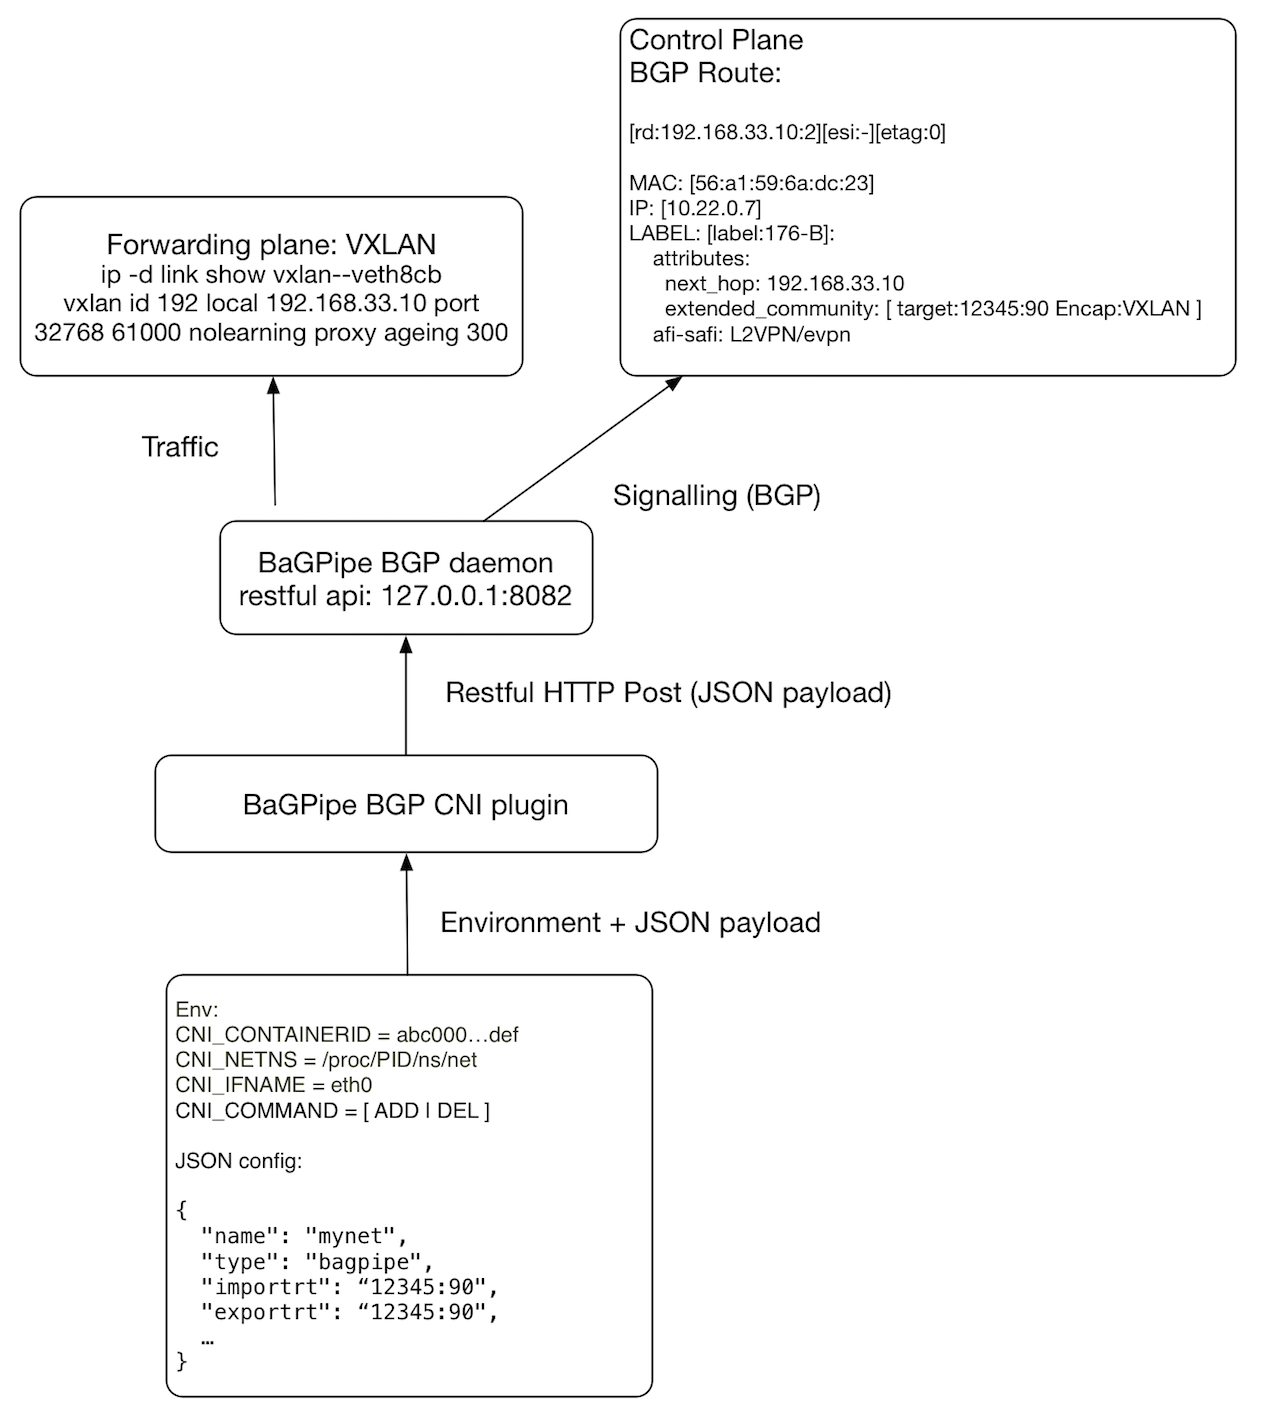 Control Plane
BGP Route:
[rd:192.168.33.10:2][esi:-][etag:0]
MAC: [56:a1:59:6a:dc:23]
IP: [10.22.0.7]
LABEL: [label:176-B]:
attributes:
next_hop: 192.168.33.10
extended_community: [ target:12345:90 Encap:VXLAN ]
afi-safi: L2VPN/evpn
Forwarding plane: VXLAN
ip -d link show vxlan--veth8cb
vxlan id 192 local 192.168.33.10 port
32768 61000 nolearning proxy ageing 300
Traffic
Signalling (BGP)
BaGPipe BGP daemon
restful api: 127.0.0.1:8082
Restful HTTP Post (JSON payload)
BaGPipe BGP CNI plugin
Environment + JSON payload
Env:
CNI_CONTAINERID = abc000…def
CNI_NETNS = /proc/PID/ns/net
CNI_IFNAME = eth0
CNI_COMMAND = [ ADD | DEL ]
JSON config:
{
"name": "mynet",
"type": "bagpipe",
"importrt": “12345:90",
"exportrt": “12345:90",
…
}